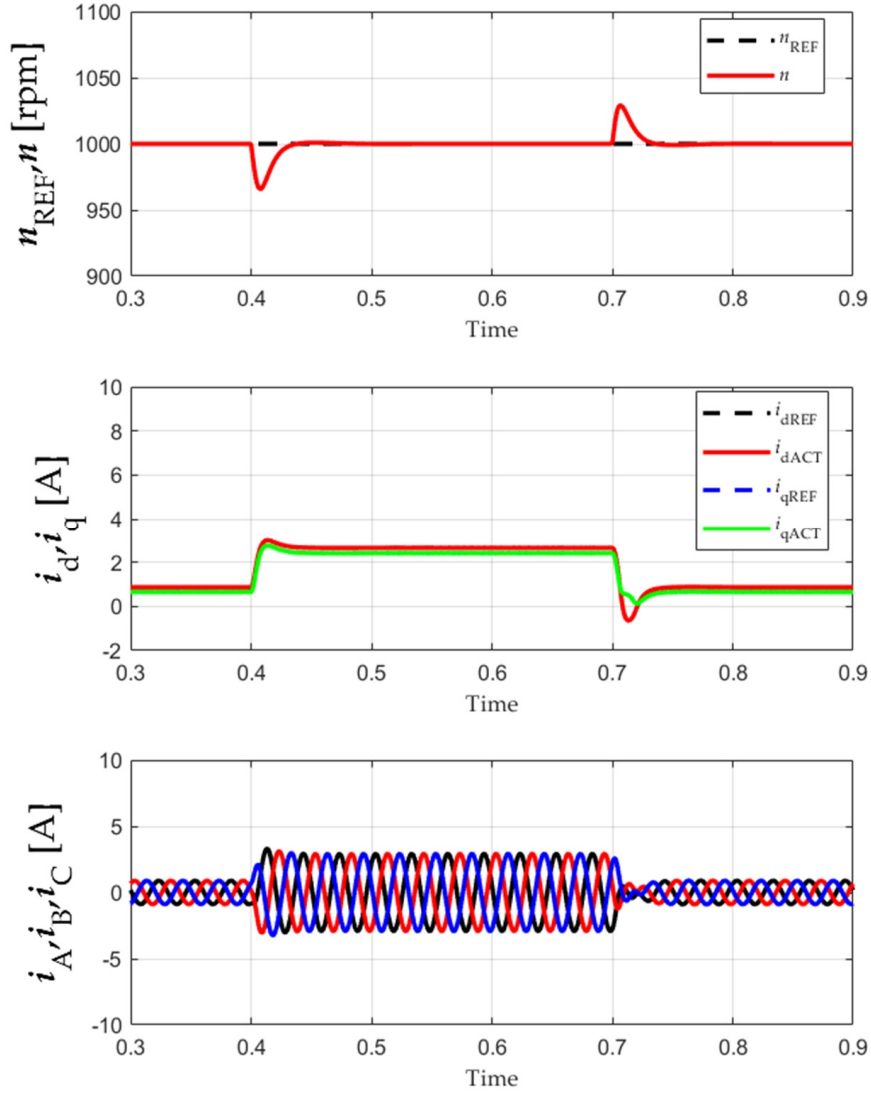 1100
1050
1000
950
900
n_REF, n [rpm]
n_REF
n
0.3 0.4 0.5 0.6 0.7 0.8 0.9
Time
10
8
6
4
2
0
-2
i_d, i_q [A]
i_dREF
i_dACT
i_qREF
i_qACT
0.3 0.4 0.5 0.6 0.7 0.8 0.9
Time
10
5
0
-5
-10
i_A, i_B, i_C [A]
0.3 0.4 0.5 0.6 0.7 0.8 0.9
Time